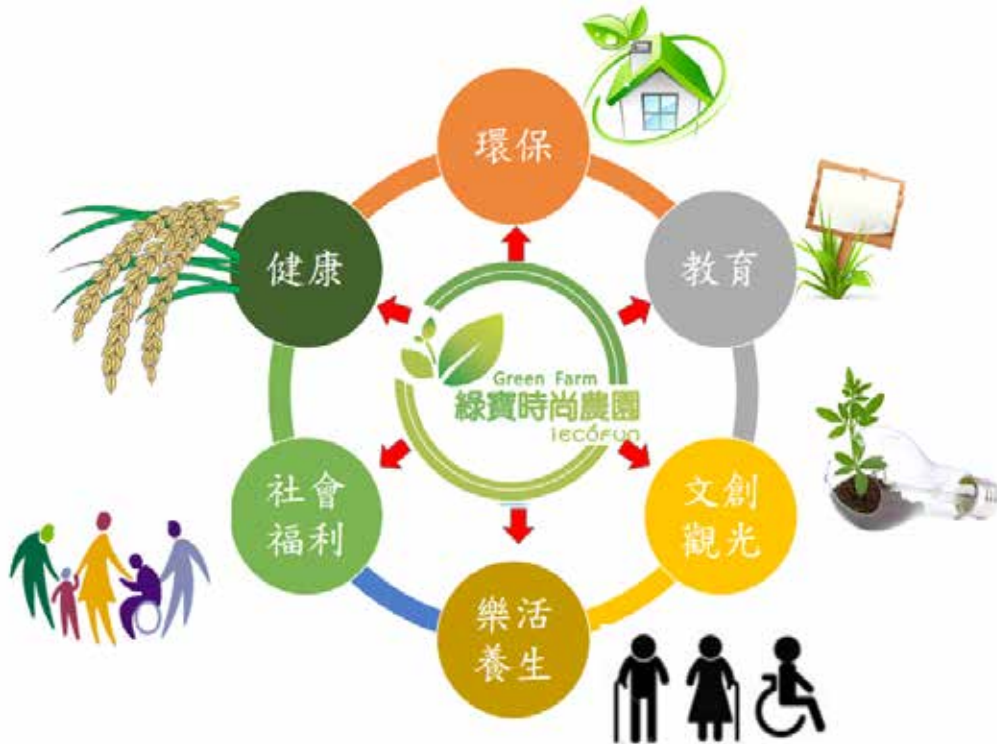 環保
教育
文創
觀光
樂活
養生
社會
福利
健康
Green Farm
綠寶時尚農園
iecofun